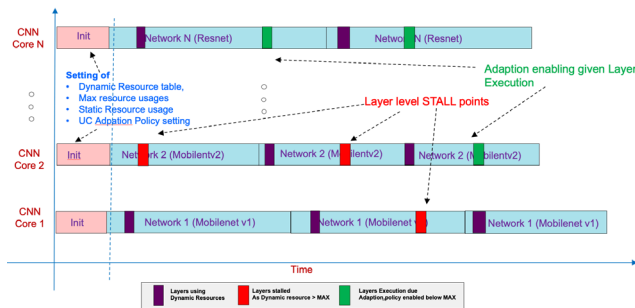 CNN
Core N
Init
Network N (Resnet)
Network N (Resnet)
Setting of
• Dynamic Resource table,
• Max resource usages
• Static Resource usage
• UC Adpation Policy setting
Adaption enabling given Layer
Execution
Layer level STALL points
CNN
Core 2
Init
Network 2 (Mobilentv2)
Network 2 (Mobilentv2)
Network 2 (Mobilentv2)
CNN
Core 1
Init
Network 1 (Mobilenet v1)
Network 1 (Mobilenet v1)
Network 1 (Mobilenet v1)
Time
Layers using
Dynamic Resources
Layers stalled
As Dynamic resource > MAX
Layers Execution due
Adaption,policy enabled below MAX